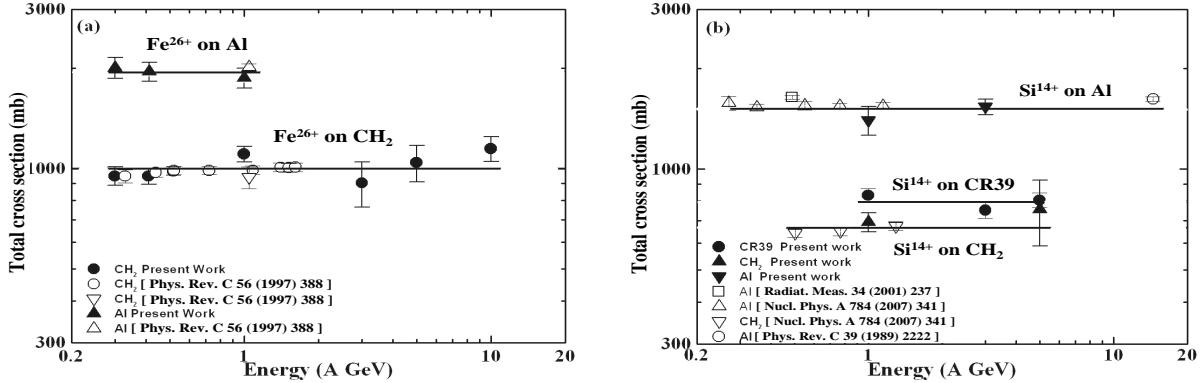 (a)
Fe²⁶⁺ on Al
Fe²⁶⁺ on CH₂
3000
1000
300
Total cross section (mb)
CH₂ Present Work
CH₂ [ Phys. Rev. C 56 (1997) 388 ]
CH₂ [ Phys. Rev. C 56 (1997) 388 ]
Al Present Work
Al [ Phys. Rev. C 56 (1997) 388 ]
0.2 1 10 20
Energy (A GeV)
(b)
Si¹⁴⁺ on Al
Si¹⁴⁺ on CR39
Si¹⁴⁺ on CH₂
3000
1000
300
Total cross section (mb)
CR39 Present work
CH₂ Present work
Al Present work
Al [ Radiat. Meas. 34 (2001) 237 ]
Al [ Nucl. Phys. A 784 (2007) 341 ]
CH₂ [ Nucl. Phys. A 784 (2007) 341 ]
Al [ Phys. Rev. C 39 (1989) 2222 ]
0.2 1 10 20
Energy (A GeV)